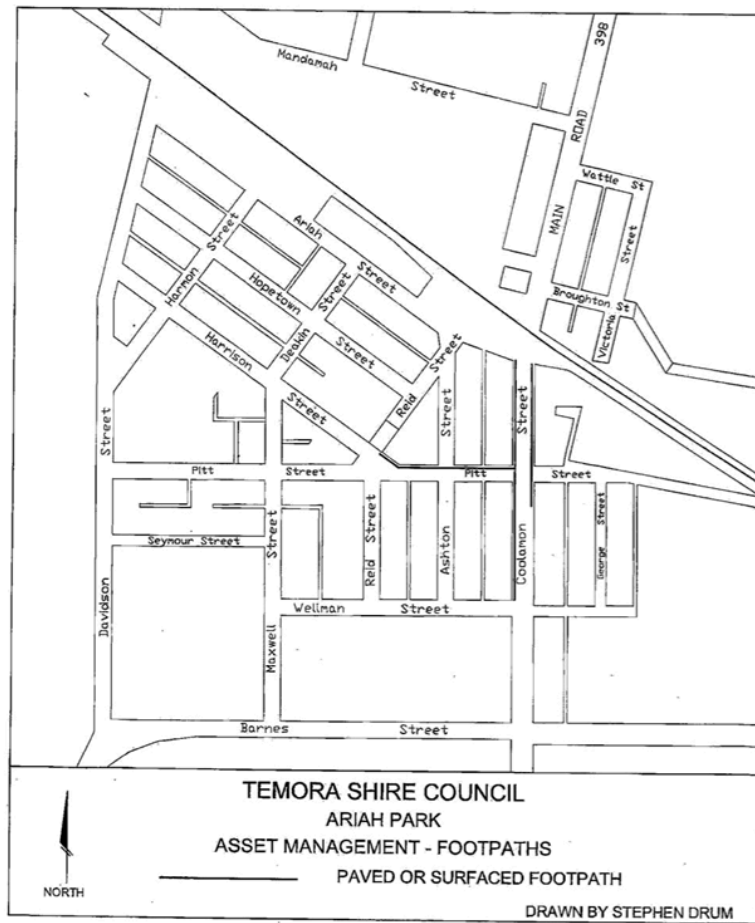 398
Mandamah
Street
ROAD
Wattle St
MAIN
Street
Ariah
Street
Street
Harmon
Hopetown
Street
Broughton St
Victoria
Deakin
Street
Harrison
Street
Reid
Street
Street
Street
Street
Pitt
Street
Pitt
Street
Street
Seymour Street
Street
Reid
Ashton
Coolamon
George Street
Davidson
Wellman
Street
Maxwell
Barnes
Street
TEMORA SHIRE COUNCIL
ARIAH PARK
ASSET MANAGEMENT - FOOTPATHS
PAVED OR SURFACED FOOTPATH
NORTH
DRAWN BY STEPHEN DRUM